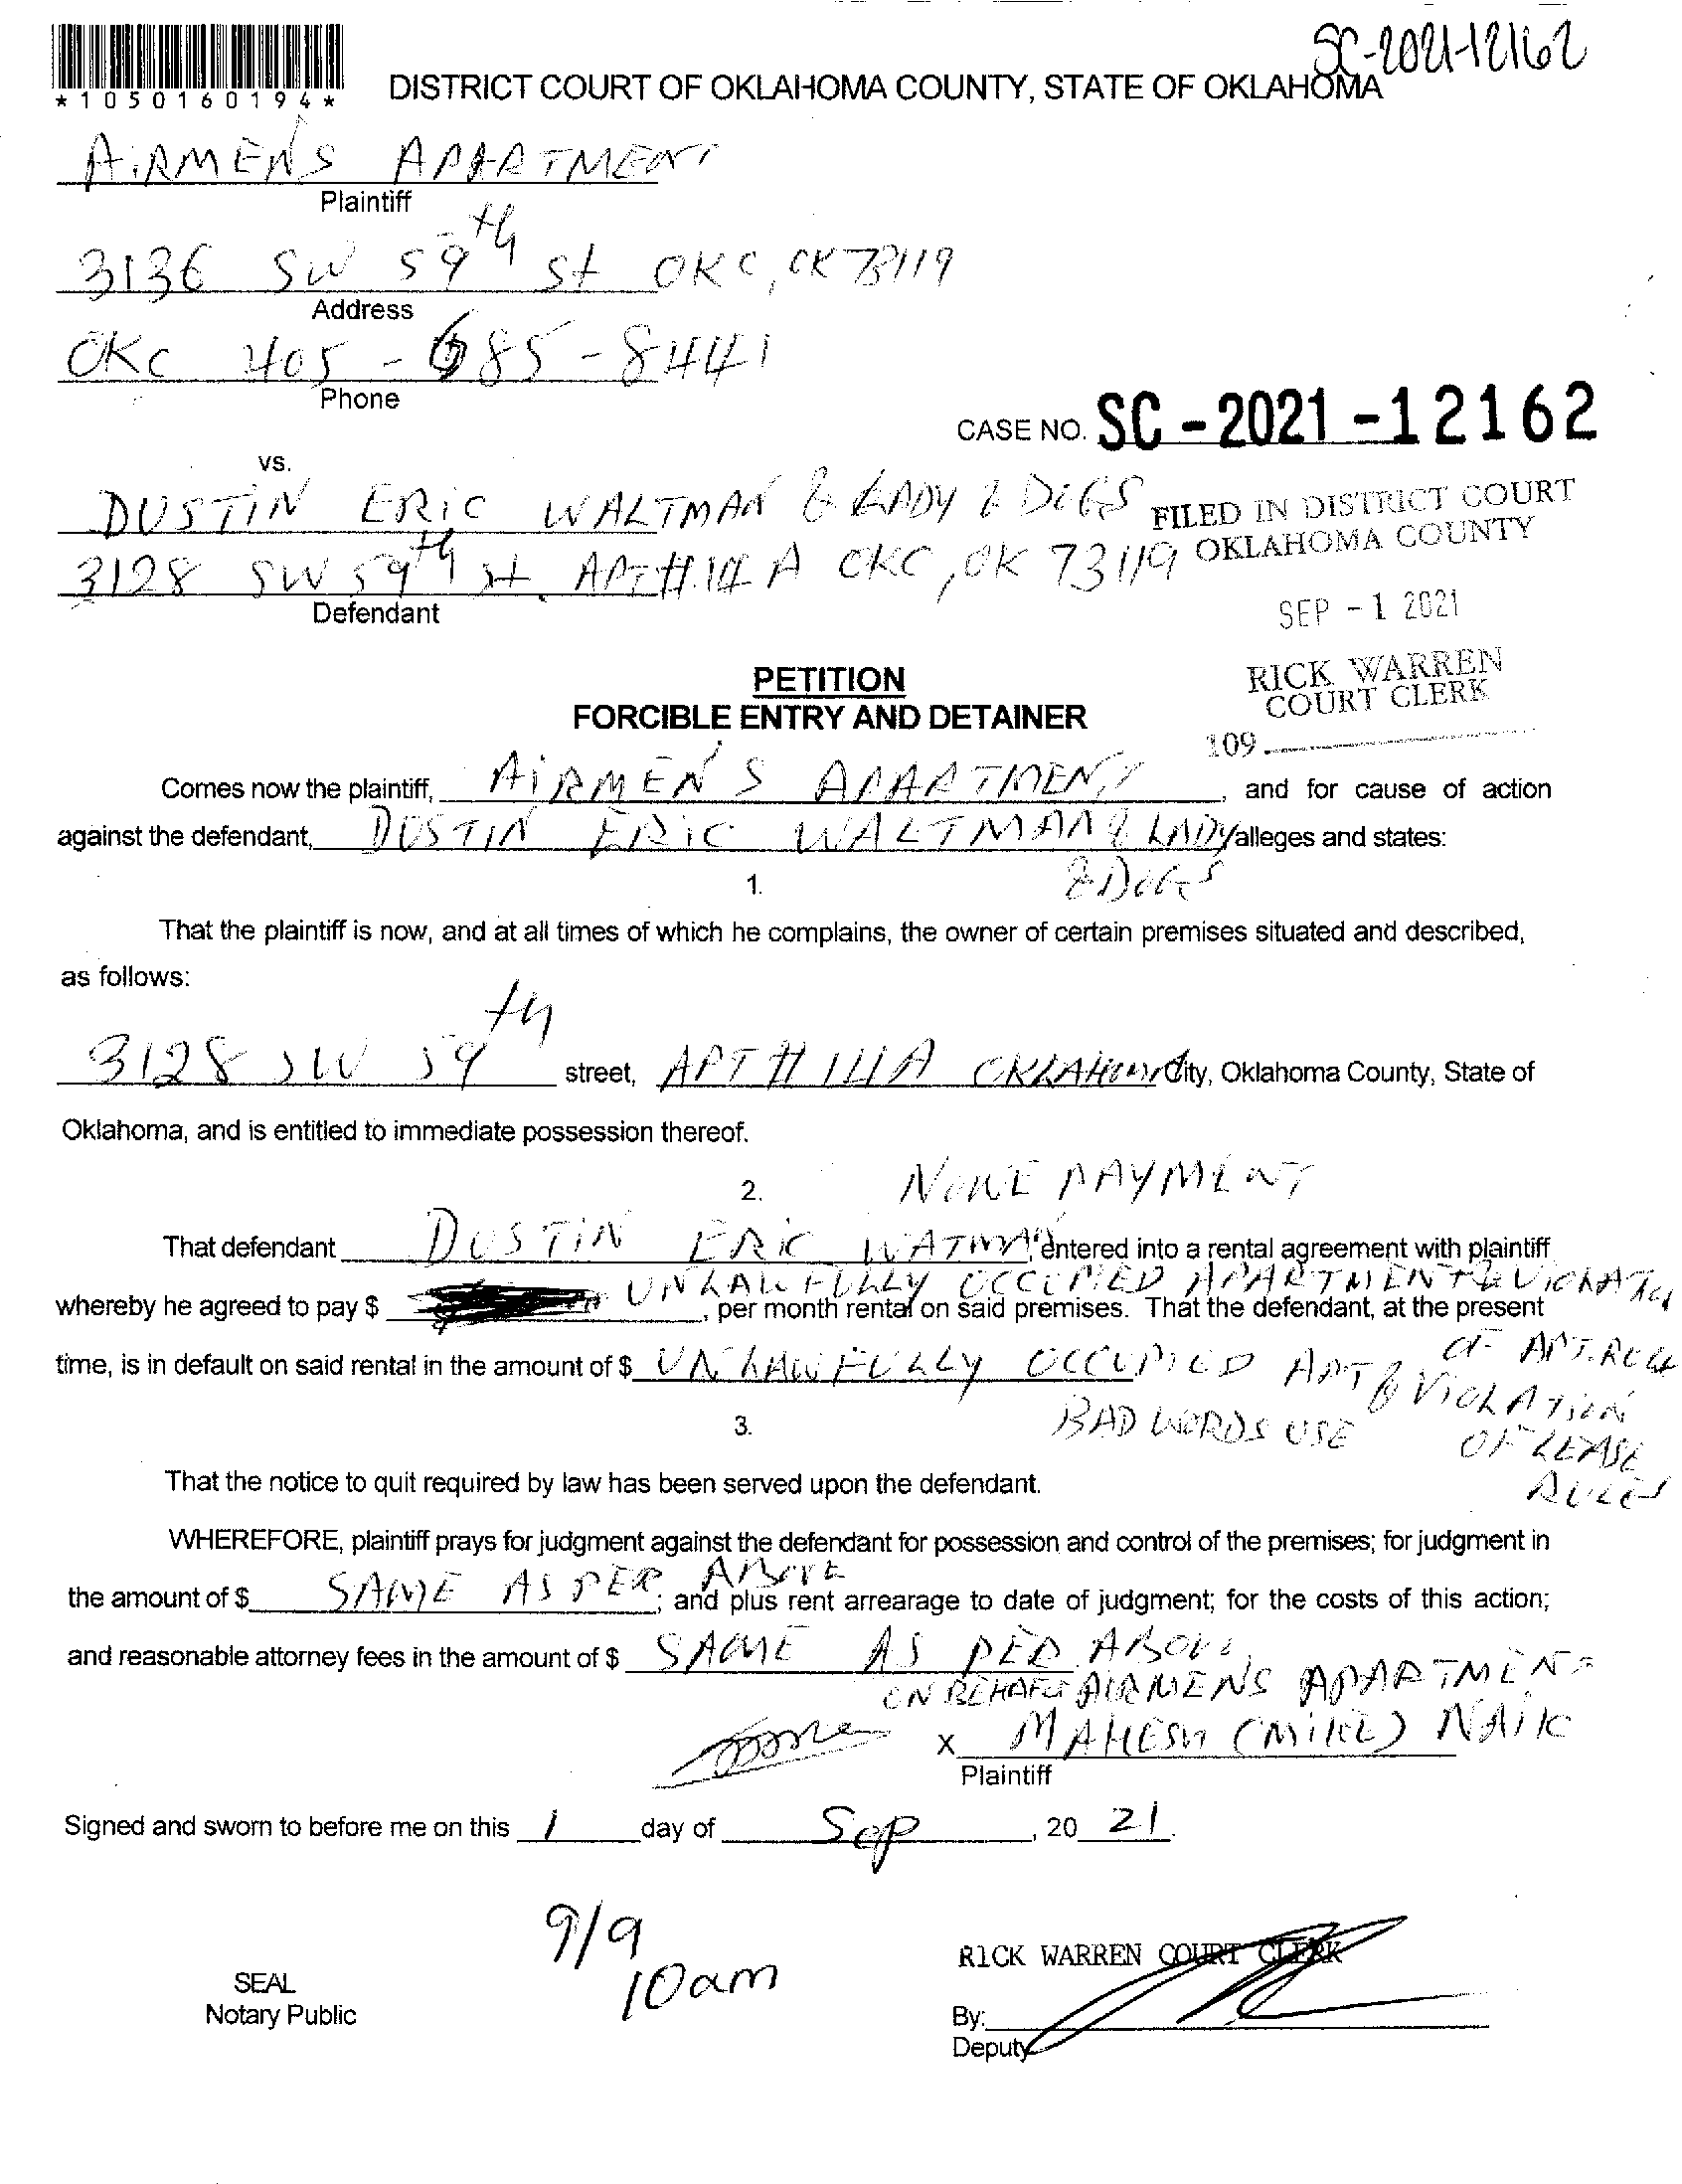 SC-2021-12162
*1050160194*
DISTRICT COURT OF OKLAHOMA COUNTY, STATE OF OKLAHOMA
AIRMEN'S APARTMENT
Plaintiff
3136 SW 59th St OKC, OK 73119
Address
OKC 405-685-8441
Phone
CASE NO. SC-2021-12162
vs.
DUSTIN ERIC WALTMAN & LADY & DOGS
FILED IN DISTRICT COURT
OKLAHOMA COUNTY
3128 SW 59th St. APT # 114 A OKC, OK 73119
Defendant
SEP - 1 2021
RICK WARREN
COURT CLERK
109
PETITION
FORCIBLE ENTRY AND DETAINER
Comes now the plaintiff, AIRMEN'S APARTMENT, and for cause of action
against the defendant, DUSTIN ERIC WALTMAN & LADY alleges and states:
& DOGS
1.
That the plaintiff is now, and at all times of which he complains, the owner of certain premises situated and described,
as follows:
3128 SW 59th street, APT # 114 A OKLAHOMA City, Oklahoma County, State of
Oklahoma, and is entitled to immediate possession thereof.
2. NONE PAYMENT
That defendant DUSTIN ERIC WATMAN entered into a rental agreement with plaintiff
UNLAWFULLY OCCUPIED APARTMENT & VIOLATION
whereby he agreed to pay $, per month rental on said premises. That the defendant, at the present
OF APT. RULE
time, is in default on said rental in the amount of $ UNLAWFULLY OCCUPIED APT & VIOLATION
3. BAD WORDS USE OF LEASE
RULES
That the notice to quit required by law has been served upon the defendant.
WHEREFORE, plaintiff prays for judgment against the defendant for possession and control of the premises; for judgment in
the amount of $ SAME AS PER ABOVE; and plus rent arrearage to date of judgment; for the costs of this action;
and reasonable attorney fees in the amount of $ SAME AS PER ABOVE.
ON BEHALF AIRMENS APARTMENT
x MAHESH (MIKE) NAIK
Plaintiff
Signed and sworn to before me on this 1 day of Sep, 20 21.
9/9
10am
SEAL
Notary Public
RICK WARREN COURT CLERK
By:
Deputy